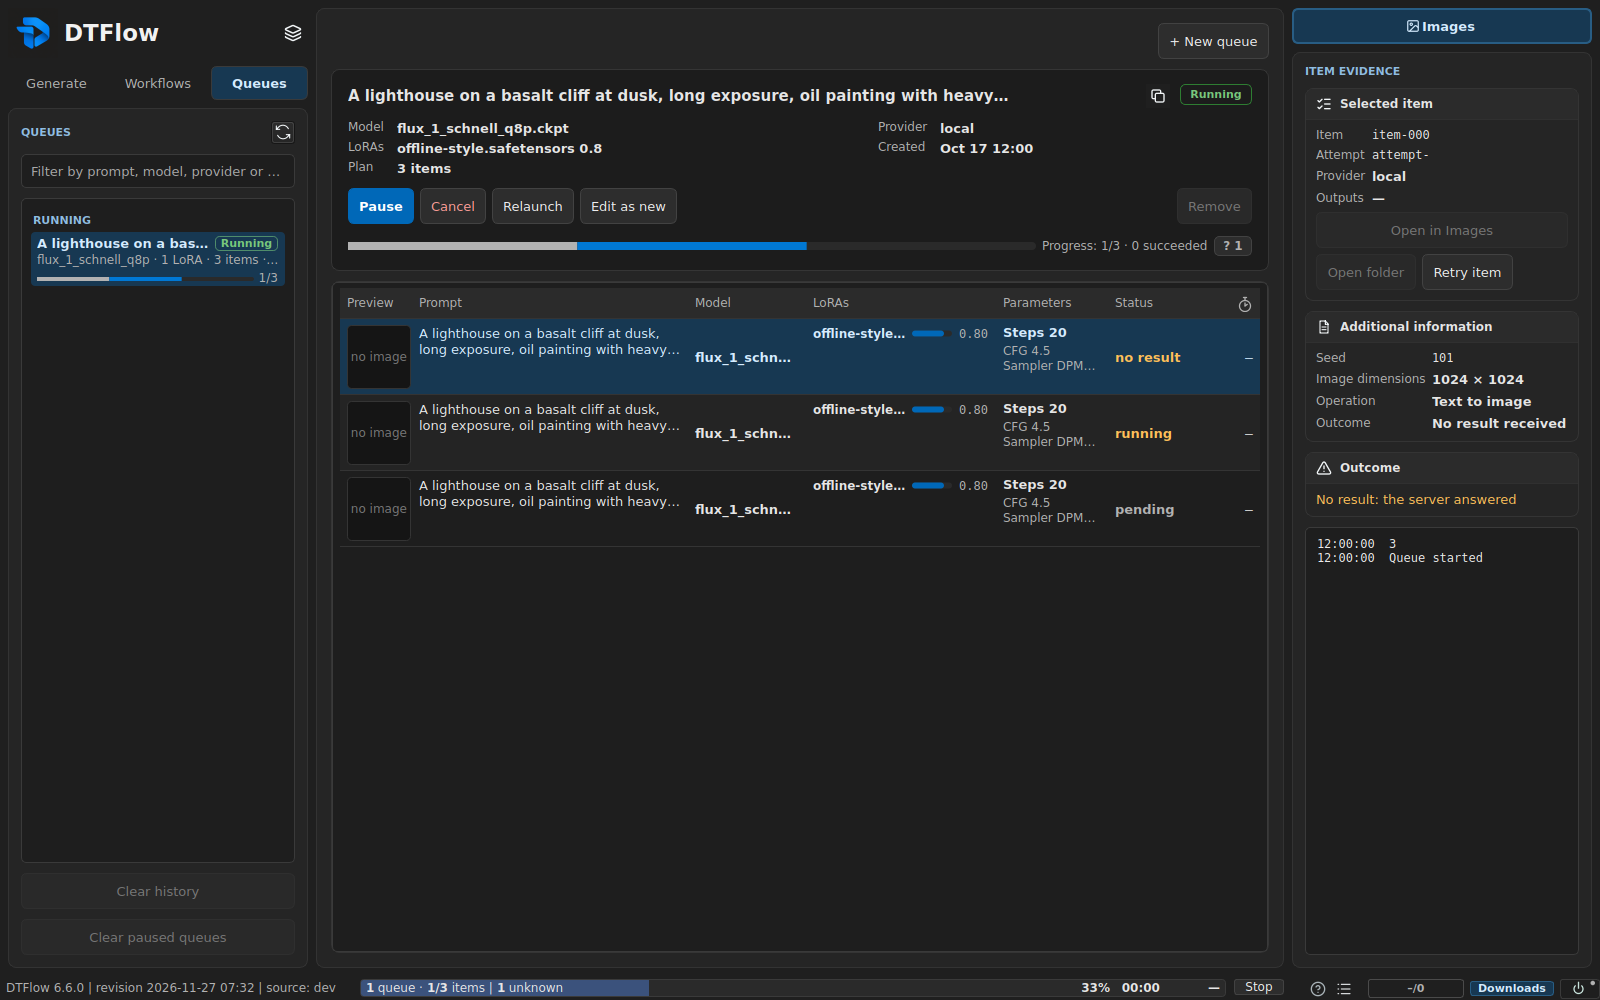 DTFlow
Generate
Workflows
Queues
QUEUES
Filter by prompt, model, provider or ...
RUNNING
A lighthouse on a bas... Running
flux_1_schnell_q8p · 1 LoRA · 3 items ·...
1/3
Clear history
Clear paused queues
+ New queue
A lighthouse on a basalt cliff at dusk, long exposure, oil painting with heavy...
Running
Model flux_1_schnell_q8p.ckpt
Provider local
LoRAs offline-style.safetensors 0.8
Created Oct 17 12:00
Plan 3 items
Pause
Cancel
Relaunch
Edit as new
Remove
Progress: 1/3 · 0 succeeded
? 1
Preview Prompt Model LoRAs Parameters Status
no image
A lighthouse on a basalt cliff at dusk,
long exposure, oil painting with heavy...
flux_1_schn...
offline-style... 0.80
Steps 20
CFG 4.5
Sampler DPM...
no result
–
no image
A lighthouse on a basalt cliff at dusk,
long exposure, oil painting with heavy...
flux_1_schn...
offline-style... 0.80
Steps 20
CFG 4.5
Sampler DPM...
running
–
no image
A lighthouse on a basalt cliff at dusk,
long exposure, oil painting with heavy...
flux_1_schn...
offline-style... 0.80
Steps 20
CFG 4.5
Sampler DPM...
pending
–
Images
ITEM EVIDENCE
Selected item
Item item-000
Attempt attempt-
Provider local
Outputs —
Open in Images
Open folder
Retry item
Additional information
Seed 101
Image dimensions 1024 × 1024
Operation Text to image
Outcome No result received
Outcome
No result: the server answered
12:00:00 3
12:00:00 Queue started
DTFlow 6.6.0 | revision 2026-11-27 07:32 | source: dev
1 queue · 1/3 items | 1 unknown
33% 00:00 —
Stop
–/0
Downloads